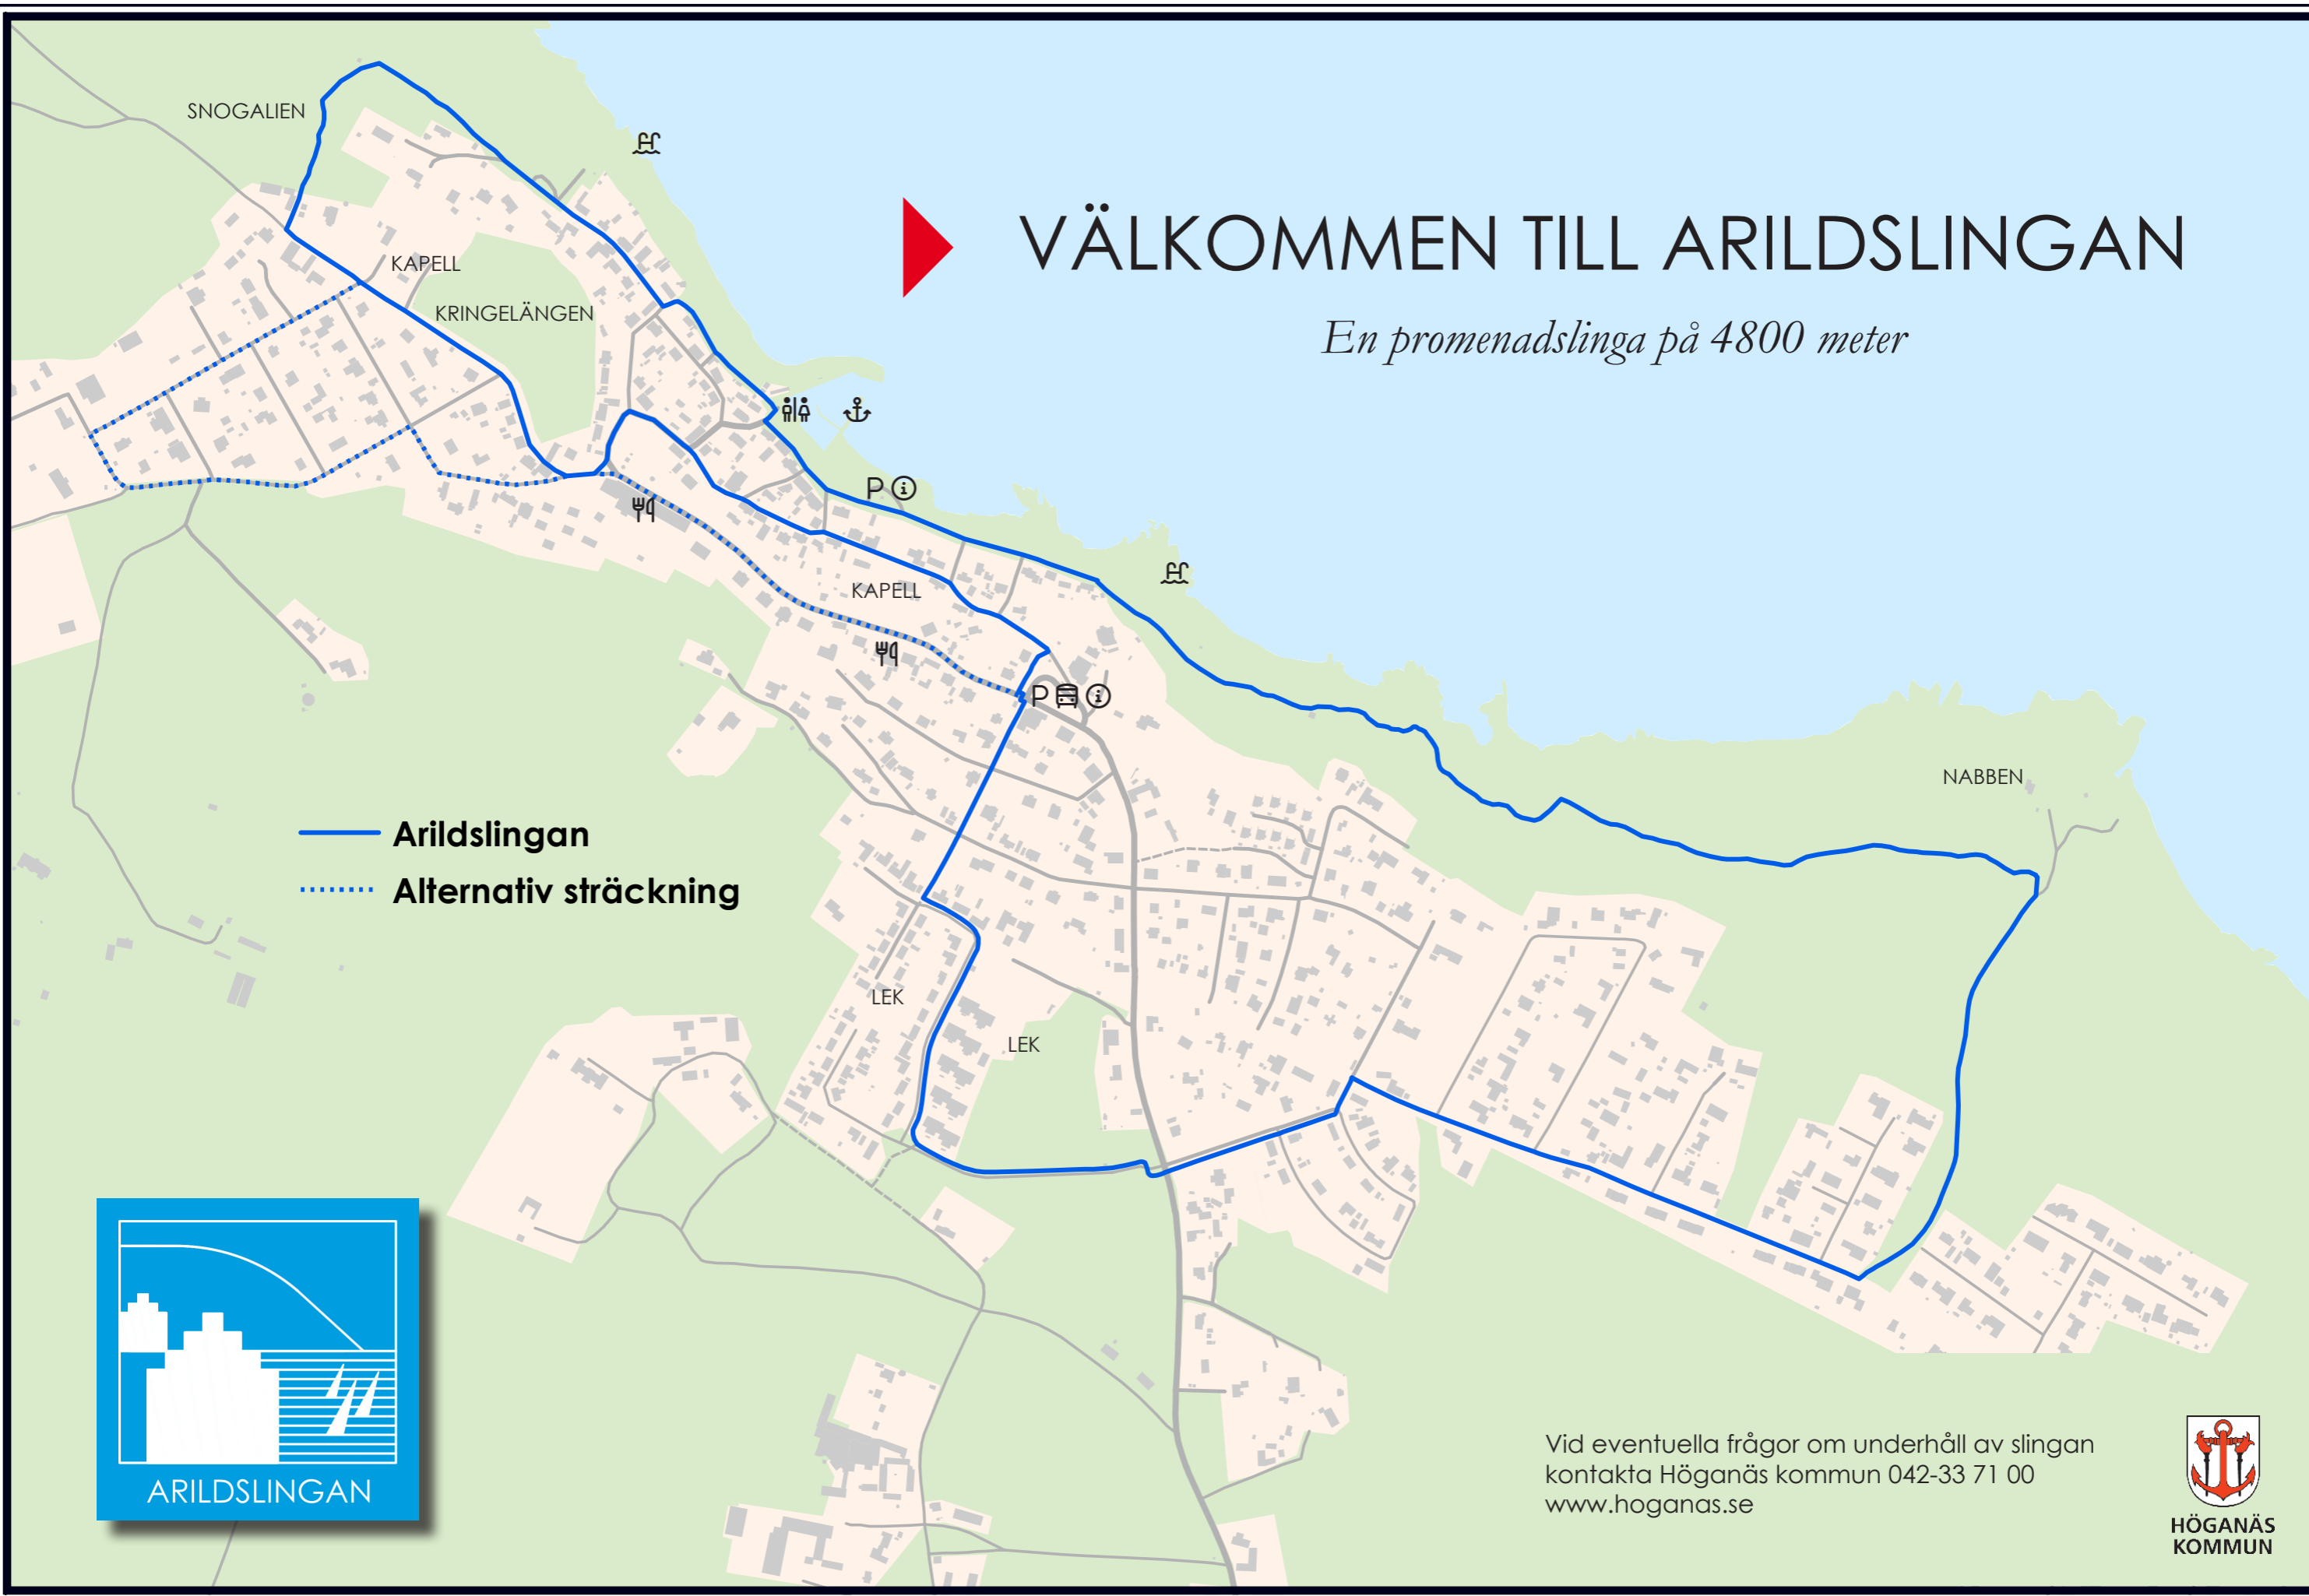 SNOGALIEN
VÄLKOMMEN TILL ARILDSLINGAN
En promenadslinga på 4800 meter
KAPELL
KRINGELÄNGEN
P
KAPELL
P
NABBEN
Arildslingan
Alternativ sträckning
LEK
LEK
ARILDSLINGAN
Vid eventuella frågor om underhåll av slingan
kontakta Höganäs kommun 042-33 71 00
www.hoganas.se
HÖGANÄS
KOMMUN